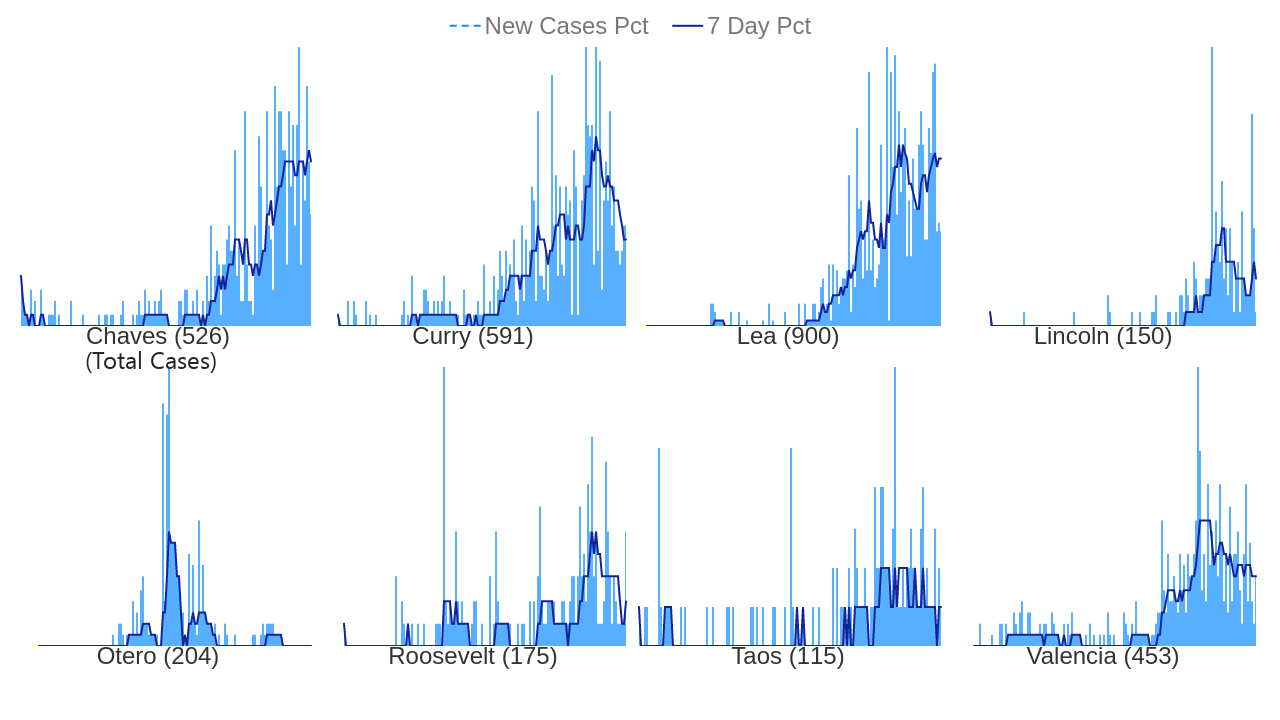 New Cases Pct 7 Day Pct
Chaves (526) Curry (591) Lea (900) Lincoln (150)
(Total Cases)
Otero (204) Roosevelt (175) Taos (115) Valencia (453)